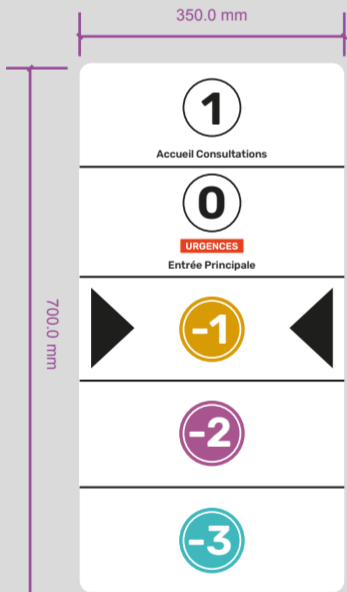 350.0 mm
700.0 mm
1
Accueil Consultations
0
URGENCES
Entrée Principale
-1
-2
-3